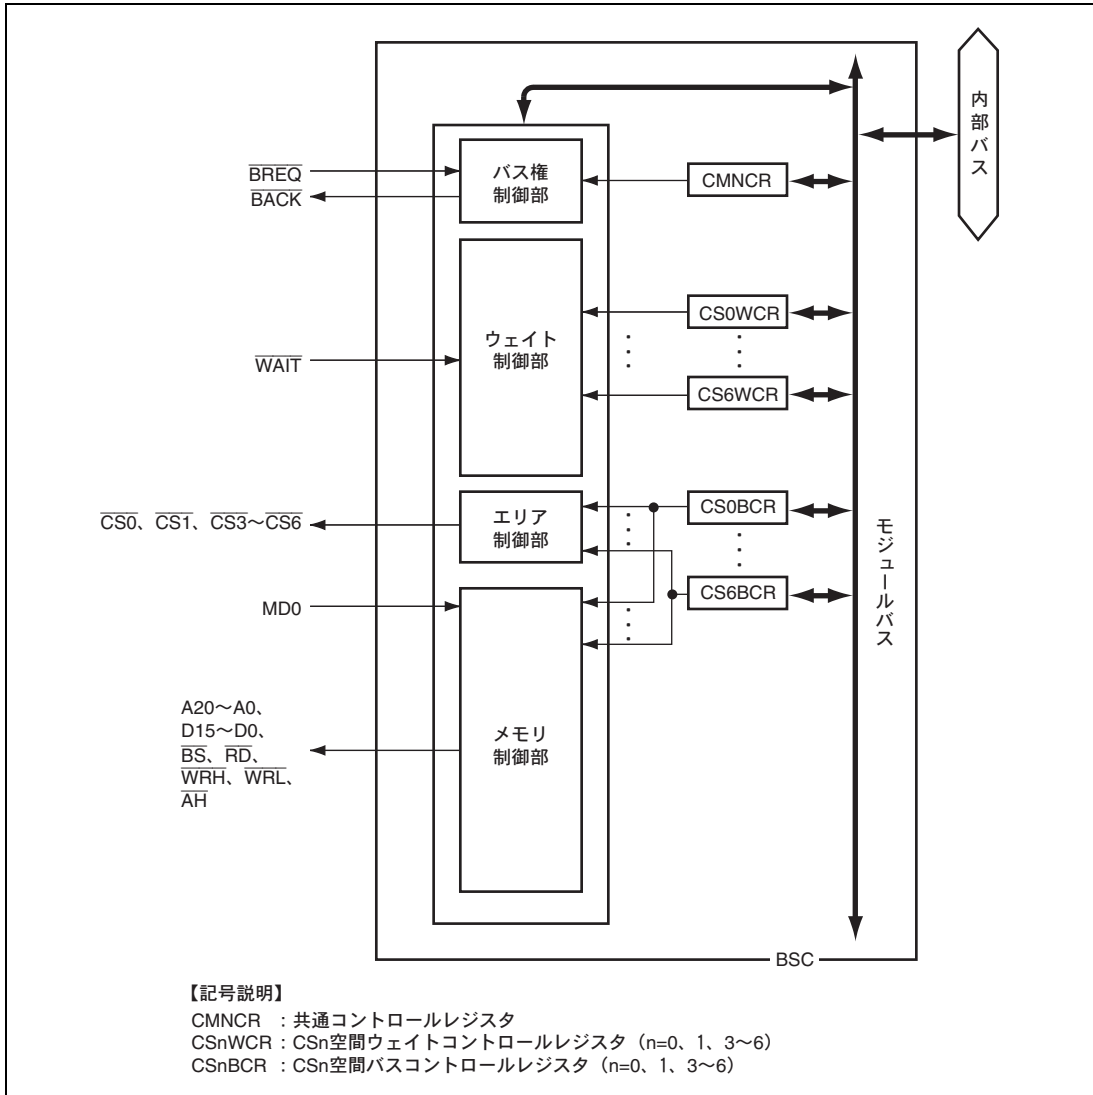 内部バス
BREQ
BACK
バス権
制御部
CMNCR
WAIT
ウェイト
制御部
CS0WCR
CS6WCR
CS0、CS1、CS3～CS6
エリア
制御部
CS0BCR
CS6BCR
モジュールバス
MD0
A20～A0、
D15～D0、
BS、RD、
WRH、WRL、
AH
メモリ
制御部
BSC
【記号説明】
CMNCR ：共通コントロールレジスタ
CSnWCR：CSn空間ウェイトコントロールレジスタ（n=0、1、3～6）
CSnBCR ：CSn空間バスコントロールレジスタ（n=0、1、3～6）